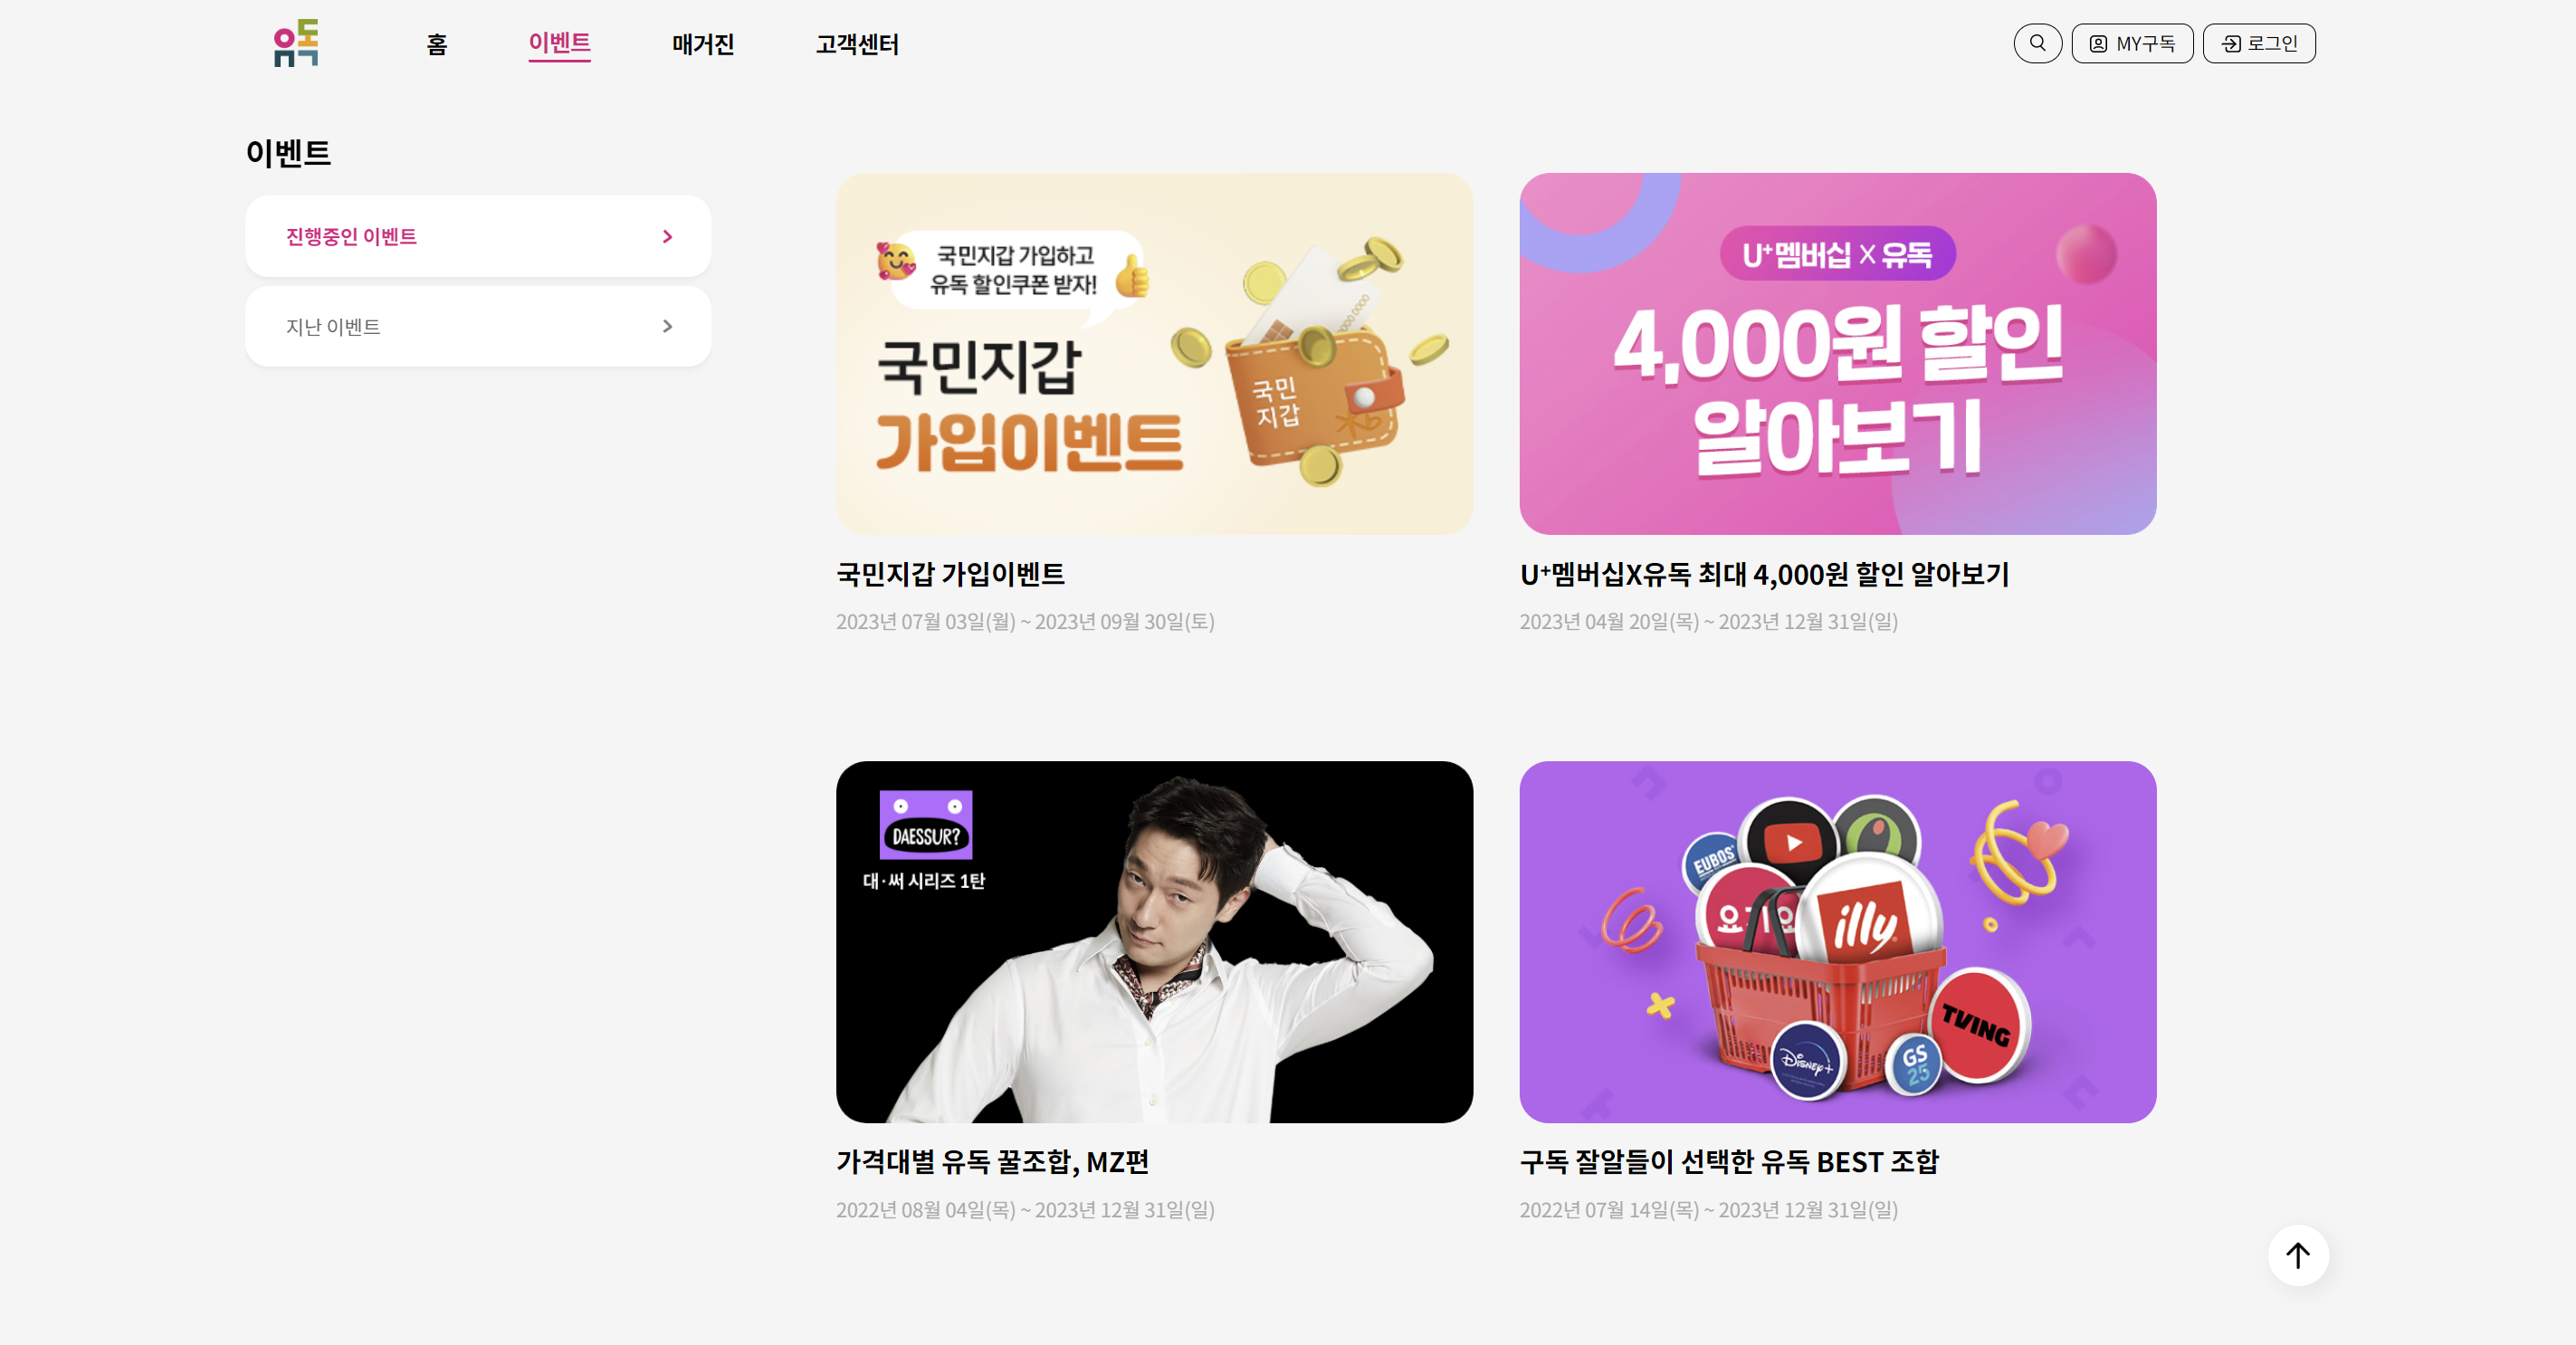 유독
홈
이벤트
매거진
고객센터
MY구독
로그인
이벤트
진행중인 이벤트
지난 이벤트
국민지갑 가입하고
유독 할인쿠폰 받자!
국민지갑
가입이벤트
국민
지갑
U⁺멤버십 X 유독
4,000원 할인
알아보기
국민지갑 가입이벤트
2023년 07월 03일(월) ~ 2023년 09월 30일(토)
U⁺멤버십X유독 최대 4,000원 할인 알아보기
2023년 04월 20일(목) ~ 2023년 12월 31일(일)
DAESSUR?
대·써 시리즈 1탄
EUBOS
요기요
illy
TVING
Disney+
GS
25
가격대별 유독 꿀조합, MZ편
2022년 08월 04일(목) ~ 2023년 12월 31일(일)
구독 잘알들이 선택한 유독 BEST 조합
2022년 07월 14일(목) ~ 2023년 12월 31일(일)